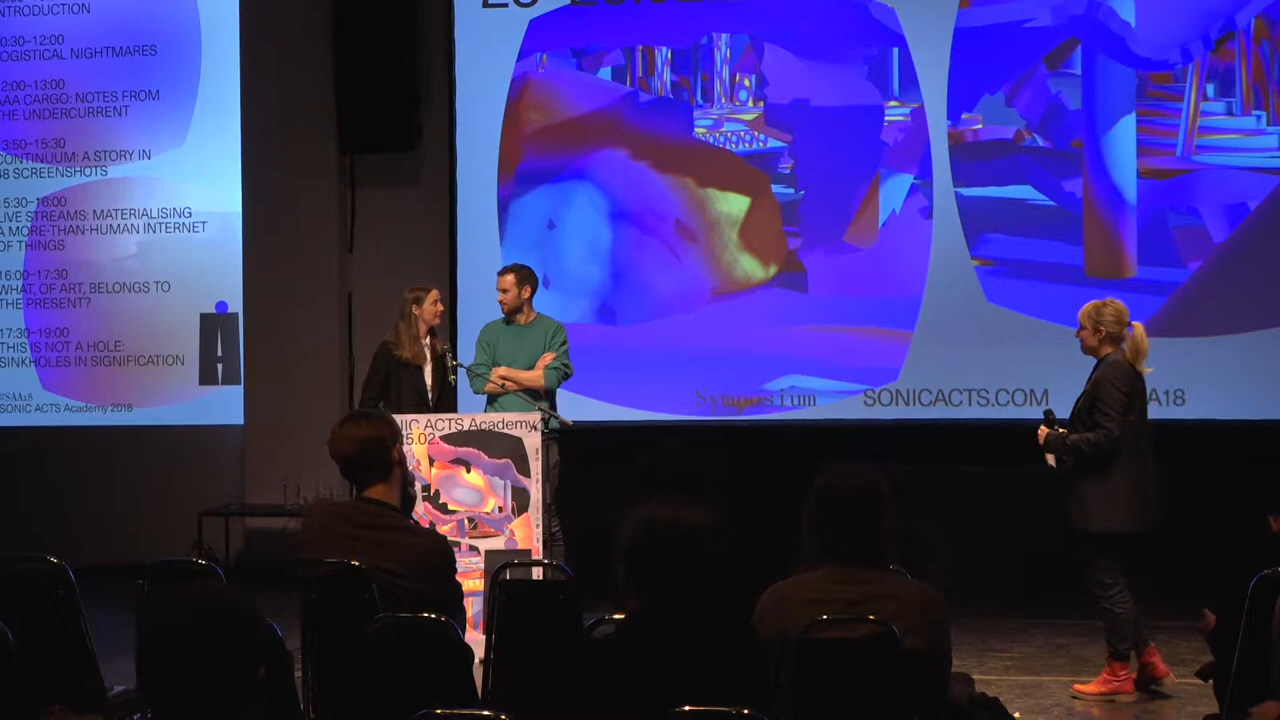 INTRODUCTION
0:30–12:00
OGISTICAL NIGHTMARES
2:00–13:00
AAA CARGO: NOTES FROM
THE UNDERCURRENT
3:50–15:30
CONTINUUM: A STORY IN
48 SCREENSHOTS
15:30–16:00
LIVE STREAMS: MATERIALISING
A MORE-THAN-HUMAN INTERNET
OF THINGS
16:00–17:30
WHAT, OF ART, BELONGS TO
THE PRESENT?
17:30–19:00
THIS IS NOT A HOLE:
SINKHOLES IN SIGNIFICATION
#SAA18
SONIC ACTS Academy 2018
A
Symposium SONICACTS.COM
A18
NIC ACTS Academy
25.02.